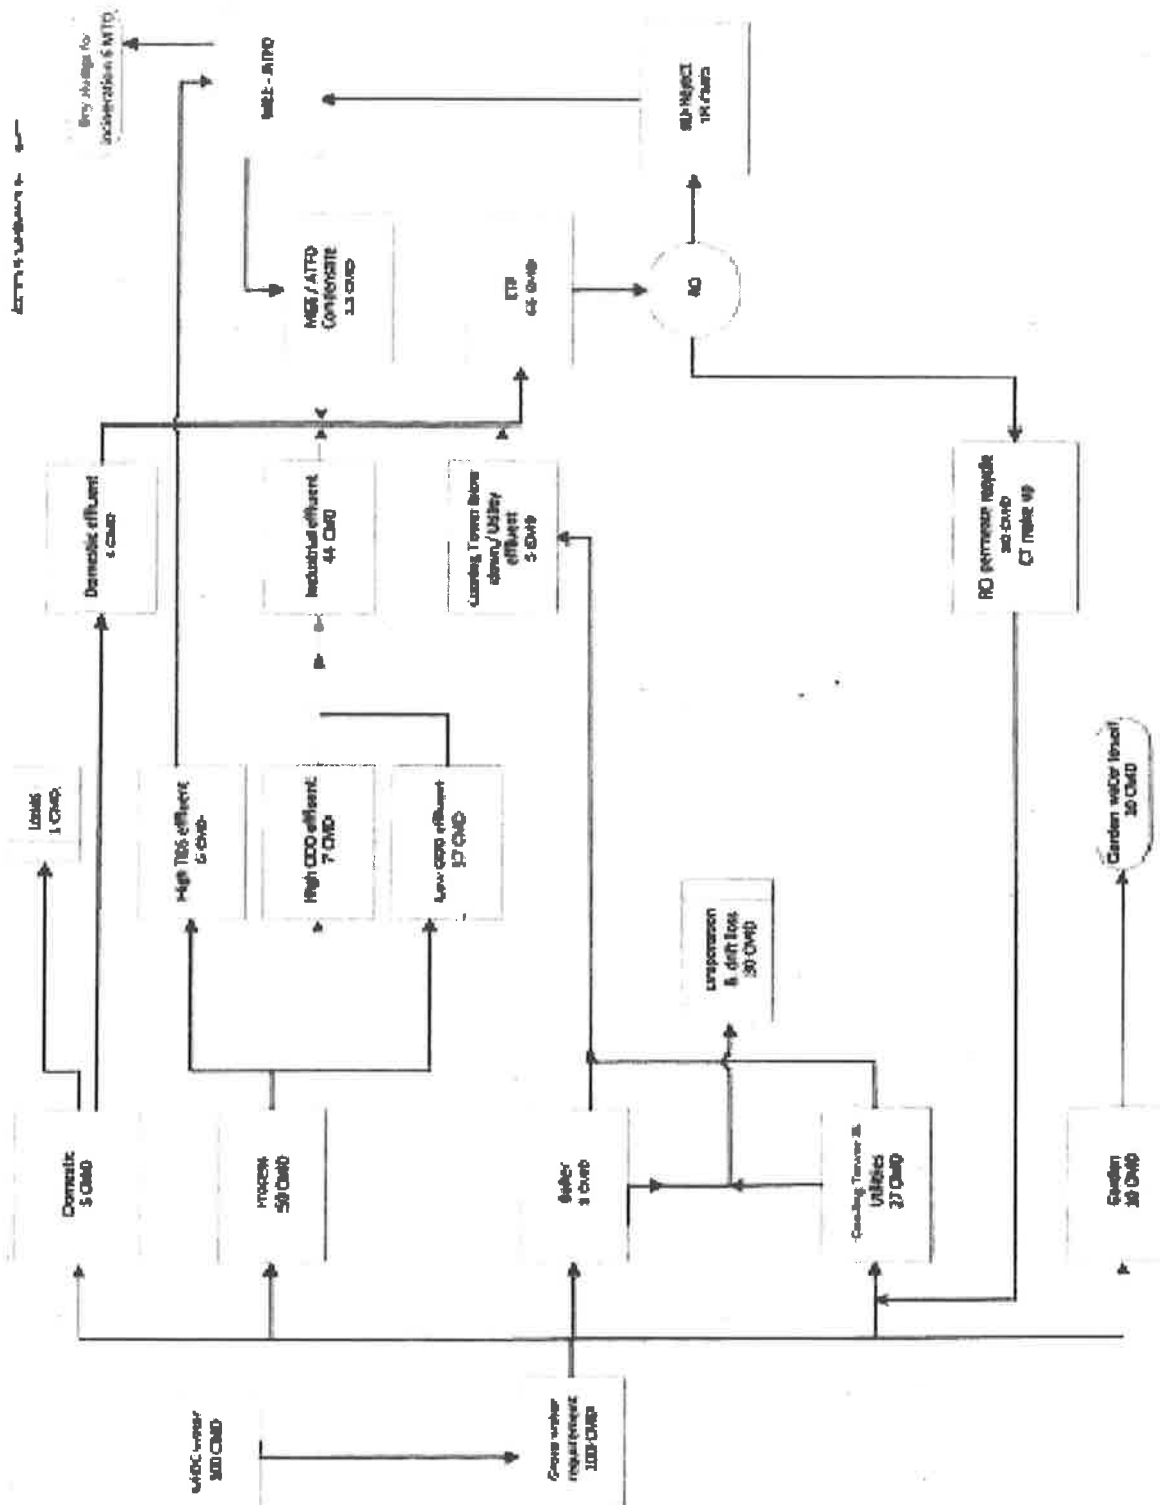 Dry sludge for
incineration 6 MTD
MEE - ATFD
RO Reject
18 CMD
MEE / ATFD
Condensate
ETP
66 CMD
RO
Domestic effluent
4 CMD
Industrial effluent
44 CMD
Cooling Tower blow
down / Utility
effluent
5 CMD
RO permeate recycle
CMD
CT make up
Losses
1 CMD
High TDS effluent
6 CMD
High COD effluent
7 CMD
Low COD effluent
37 CMD
Evaporation
& drift loss
30 CMD
Garden water
10 CMD
Domestic
5 CMD
Process
50 CMD
Boiler
8 CMD
Cooling Tower &
Utilities
27 CMD
Garden
10 CMD
water
100 CMD
Gross water
requirement
100 CMD